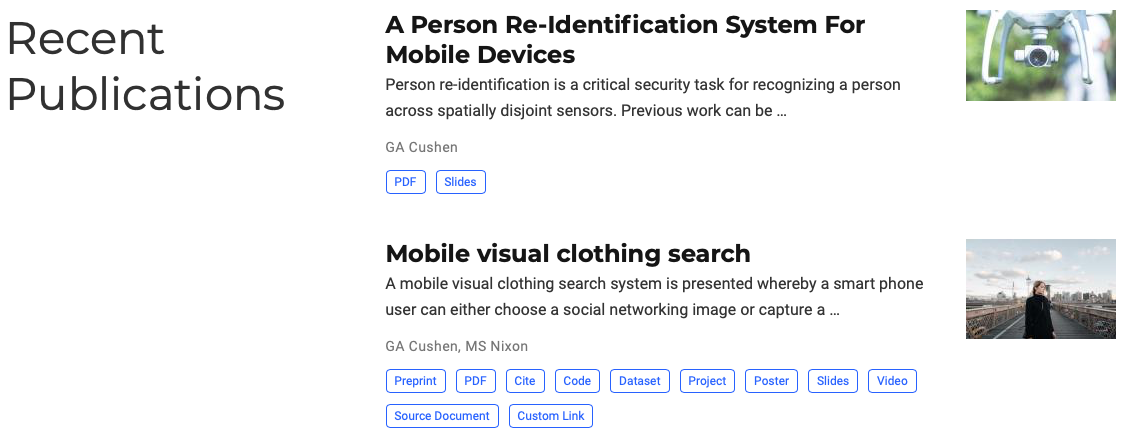 Recent
Publications
A Person Re-Identification System For
Mobile Devices
Person re-identification is a critical security task for recognizing a person
across spatially disjoint sensors. Previous work can be …
GA Cushen
PDF Slides
Mobile visual clothing search
A mobile visual clothing search system is presented whereby a smart phone
user can either choose a social networking image or capture a …
GA Cushen, MS Nixon
Preprint PDF Cite Code Dataset Project Poster Slides Video
Source Document Custom Link